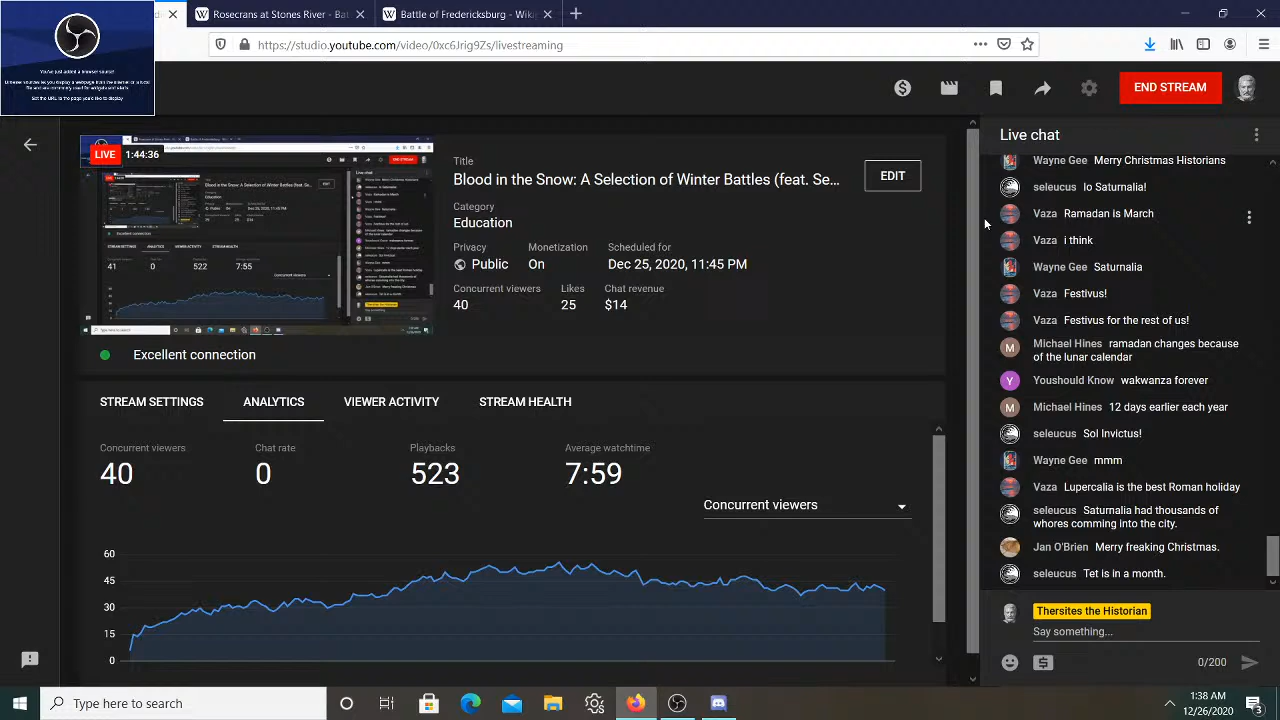 You've just added a browser source!
Rosecrans at Stones River - Bat
Battle of Fredericksburg - Wiki
https://studio.youtube.com/video/0xc6Jrig9Zs/livestreaming
END STREAM
LIVE 1:44:36
Title
Blood in the Snow: A Selection of Winter Battles (feat. Se...
EDIT
Category
Education
Privacy Monetization Scheduled for
Public On Dec 25, 2020, 11:45 PM
Concurrent viewers Likes Chat revenue
40 25 $14
Excellent connection
STREAM SETTINGS ANALYTICS VIEWER ACTIVITY STREAM HEALTH
Concurrent viewers Chat rate Playbacks Average watchtime
40 0 523 7:59
Concurrent viewers
60
45
30
15
0
Live chat
Wayne Gee Merry Christmas Historians
seleucus io Saturnalia!
Vaza
Vaza
Wayne Gee
Vaza
Vaza Festivus for the rest of us!
Michael Hines ramadan changes because
of the lunar calendar
Youshould Know wakwanza forever
Michael Hines 12 days earlier each year
seleucus Sol Invictus!
Wayne Gee mmm
Vaza Lupercalia is the best Roman holiday
seleucus Saturnalia had thousands of
whores comming into the city.
Jan O'Brien Merry freaking Christmas.
seleucus Tet is in a month.
Thersites the Historian
Say something...
0/200
Type here to search
1:38 AM
12/26/2020
3